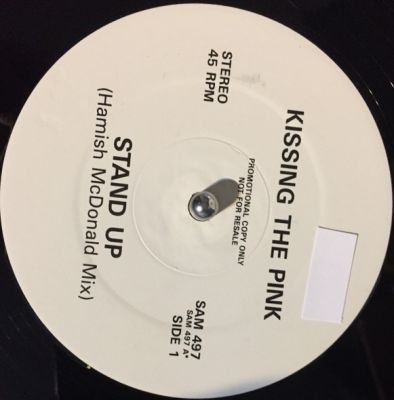 KISSING THE PINK
PROMOTIONAL COPY ONLY
NOT FOR RESALE
STEREO
45 RPM
SAM 497
SAM 497 A*
SIDE 1
STAND UP
(Hamish McDonald Mix)